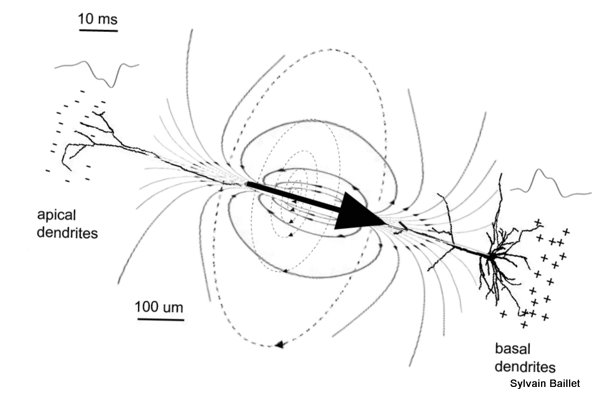 10 ms
apical
dendrites
100 um
basal
dendrites
Sylvain Baillet